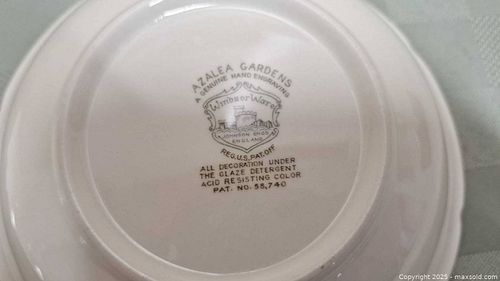 AZALEA GARDENS
A GENUINE HAND ENGRAVING
Windsor Ware
JOHNSON BROS
ENGLAND
REG. U.S. PAT. OFF
ALL DECORATION UNDER
THE GLAZE DETERGENT
ACID RESISTING COLOR
PAT. NO. 58,740
Copyright © 2025 - maxsold.com